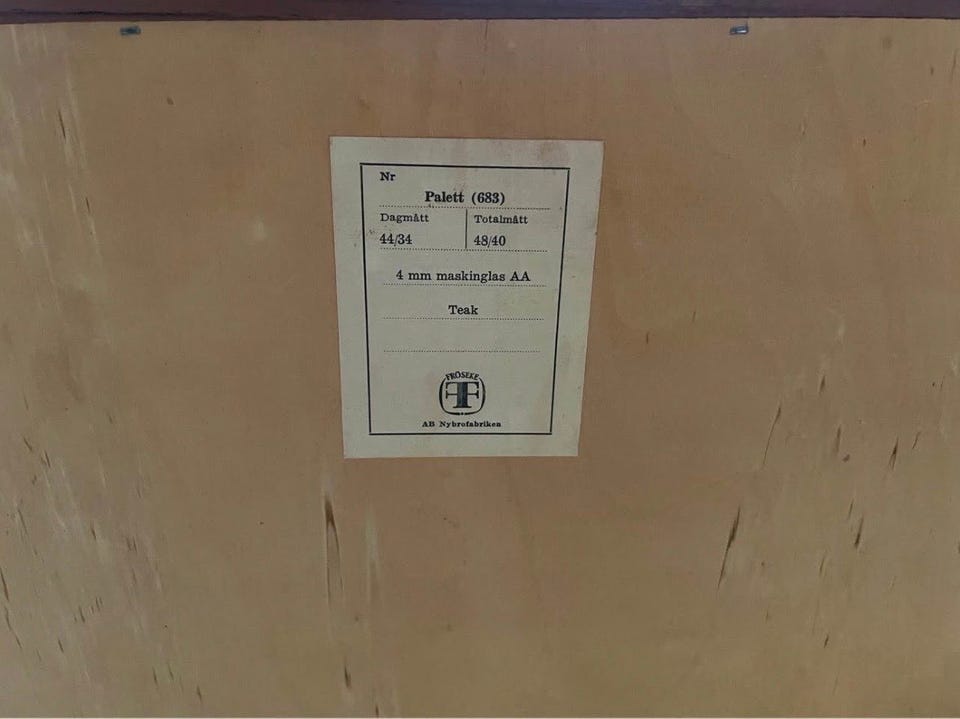 Nr
Palett (683)
Dagmått Totalmått
44/34 48/40
4 mm maskinglas AA
Teak
FRÖSEKE
F
AB Nybrofabriken